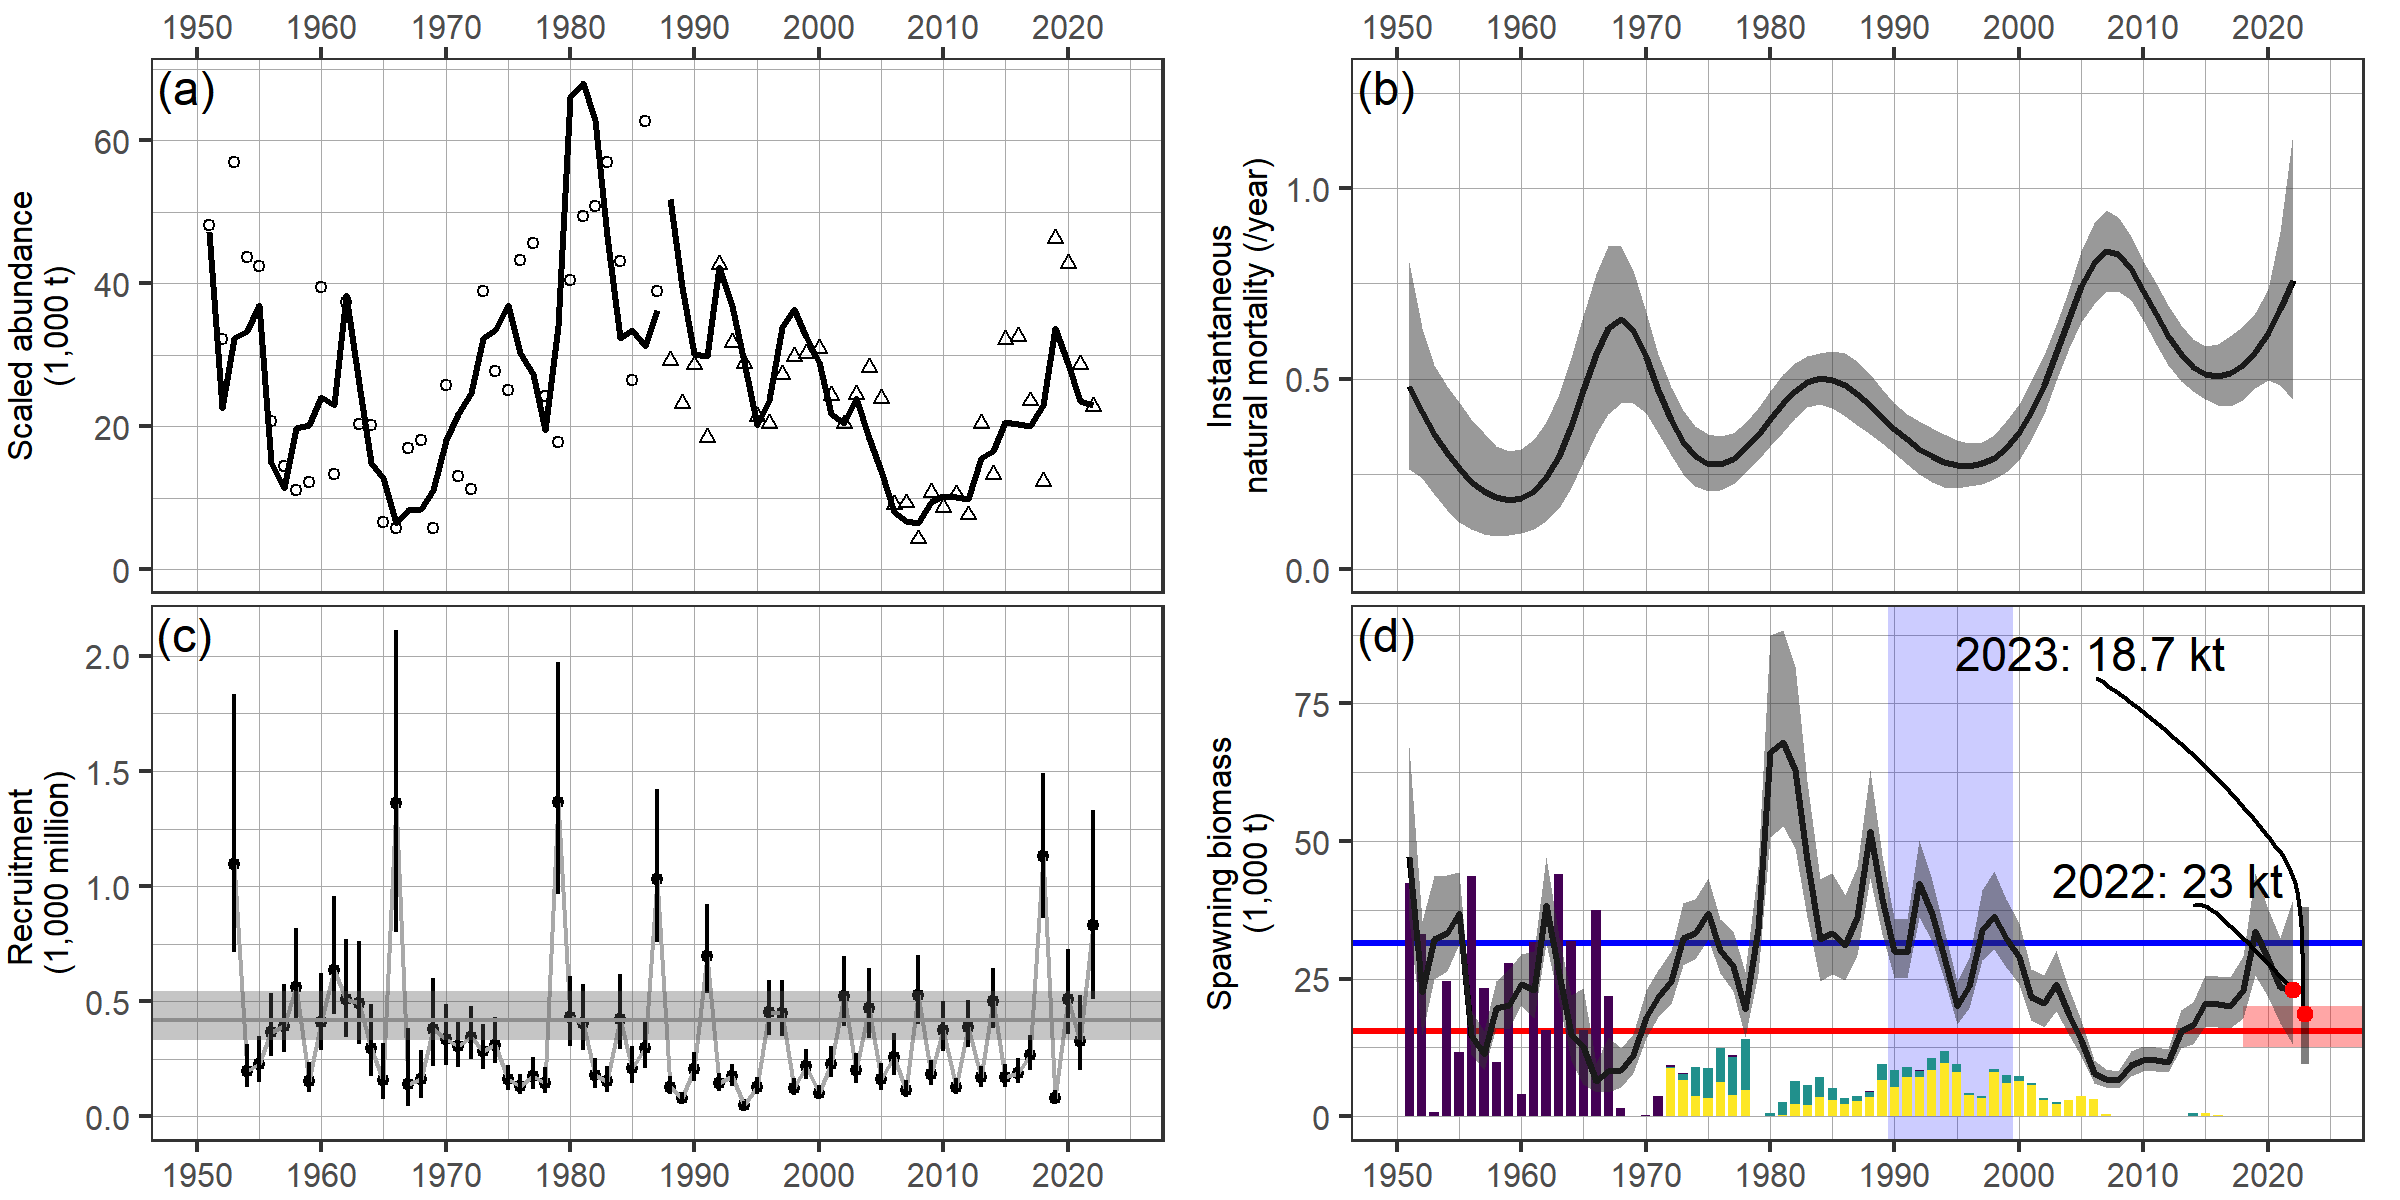 1950 1960 1970 1980 1990 2000 2010 2020
1950 1960 1970 1980 1990 2000 2010 2020
(a)
60
40
20
0
Scaled abundance
(1,000 t)
(b)
1.0
0.5
0.0
Instantaneous
natural mortality (/year)
(c)
2.0
1.5
1.0
0.5
0.0
Recruitment
(1,000 million)
1950 1960 1970 1980 1990 2000 2010 2020
(d)
2023: 18.7 kt
2022: 23 kt
75
50
25
0
Spawning biomass
(1,000 t)
1950 1960 1970 1980 1990 2000 2010 2020